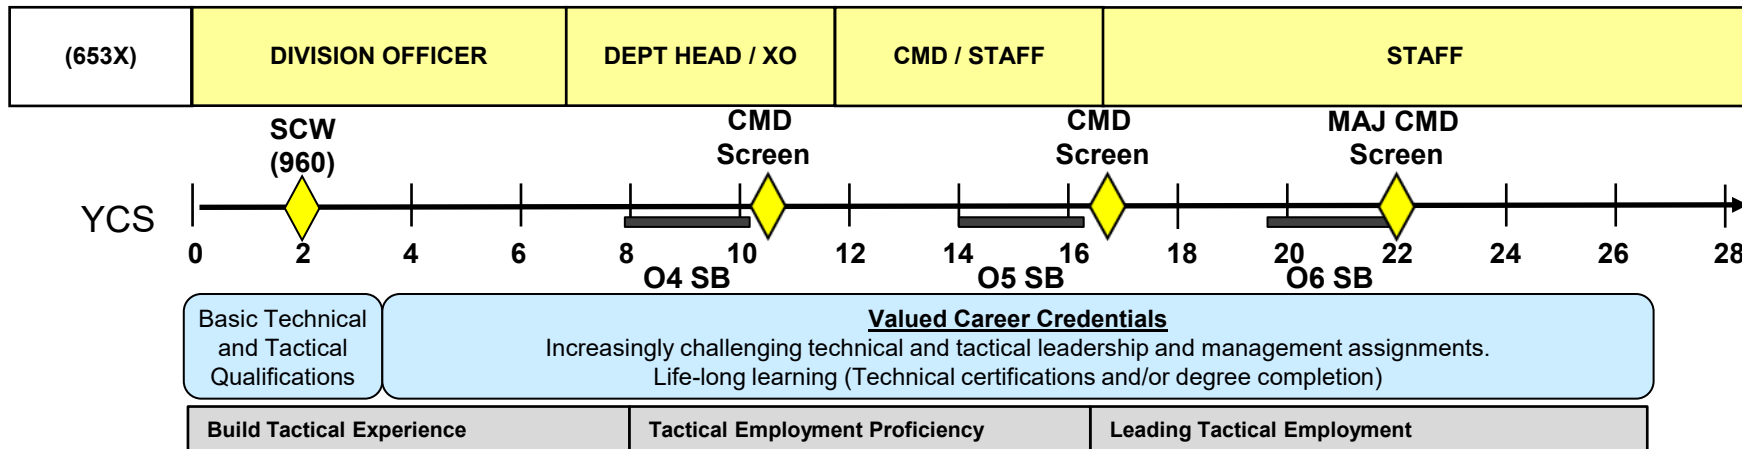 (653X) DIVISION OFFICER DEPT HEAD / XO CMD / STAFF STAFF
SCW
(960)
CMD
Screen
CMD
Screen
MAJ CMD
Screen
YCS
0 2 4 6 8 10 12 14 16 18 20 22 24 26 28
O4 SB O5 SB O6 SB
Basic Technical
and Tactical
Qualifications
Valued Career Credentials
Increasingly challenging technical and tactical leadership and management assignments.
Life-long learning (Technical certifications and/or degree completion)
Build Tactical Experience Tactical Employment Proficiency Leading Tactical Employment